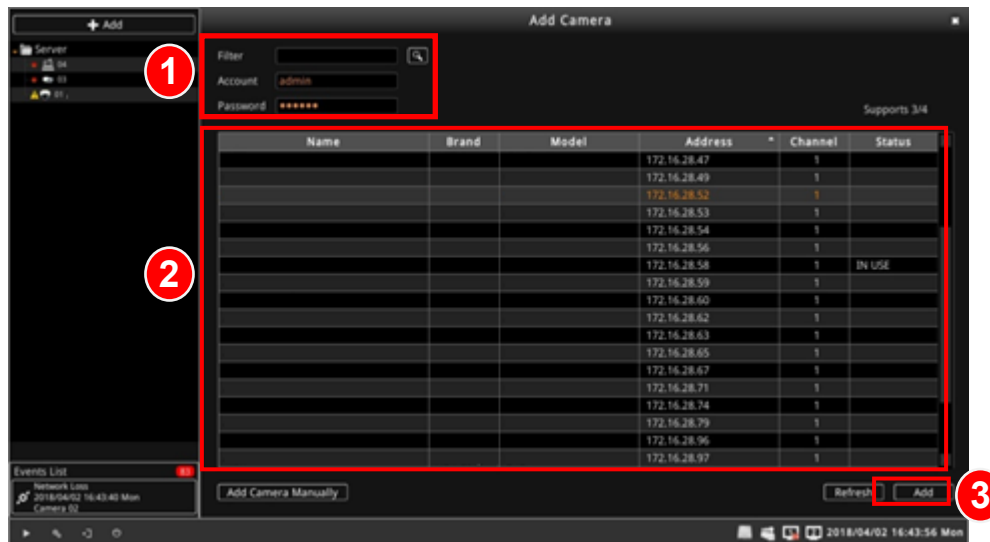 + Add
Add Camera
Server
04
03
01 .
1
Filter
Account admin
Password ******
Supports 3/4
Name Brand Model Address Channel Status
172.16.28.47 1
172.16.28.49 1
172.16.28.52 1
172.16.28.53 1
172.16.28.54 1
172.16.28.56 1
2
172.16.28.58 1 IN USE
172.16.28.59 1
172.16.28.60 1
172.16.28.62 1
172.16.28.63 1
172.16.28.65 1
172.16.28.67 1
172.16.28.71 1
172.16.28.74 1
172.16.28.79 1
172.16.28.96 1
172.16.28.97 1
Events List 83
Network Loss
2018/04/02 16:43:40 Mon
Camera 02
Add Camera Manually
Refresh Add
3
2018/04/02 16:43:56 Mon